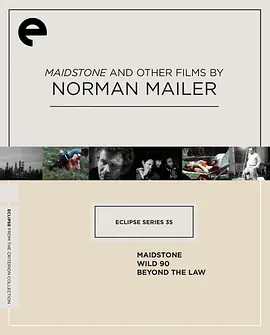 e
MAIDSTONE AND OTHER FILMS BY
NORMAN MAILER
ECLIPSE SERIES 35
MAIDSTONE
WILD 90
BEYOND THE LAW
ECLIPSE FROM THE CRITERION COLLECTION